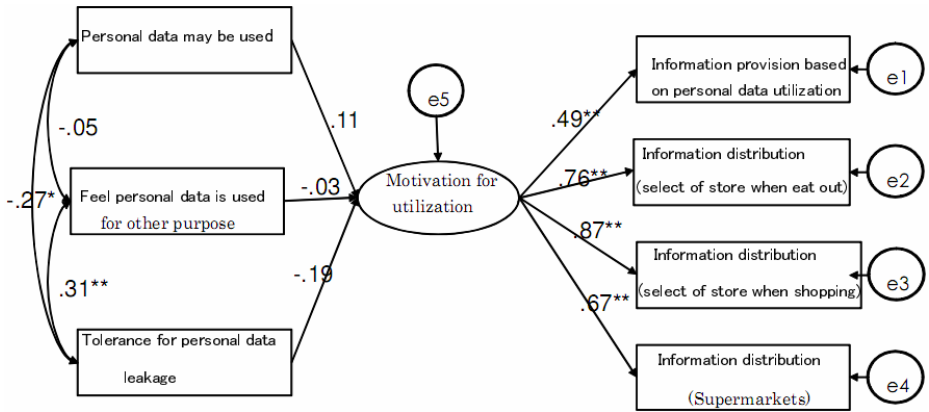 Personal data may be used
-.05
-.27*
Feel personal data is used
for other purpose
.31**
Tolerance for personal data
leakage
.11
-.03
-.19
e5
Motivation for
utilization
.49**
.76**
.87**
.67**
Information provision based
on personal data utilization
e1
Information distribution
(select of store when eat out)
e2
Information distribution
(select of store when shopping)
e3
Information distribution
(Supermarkets)
e4